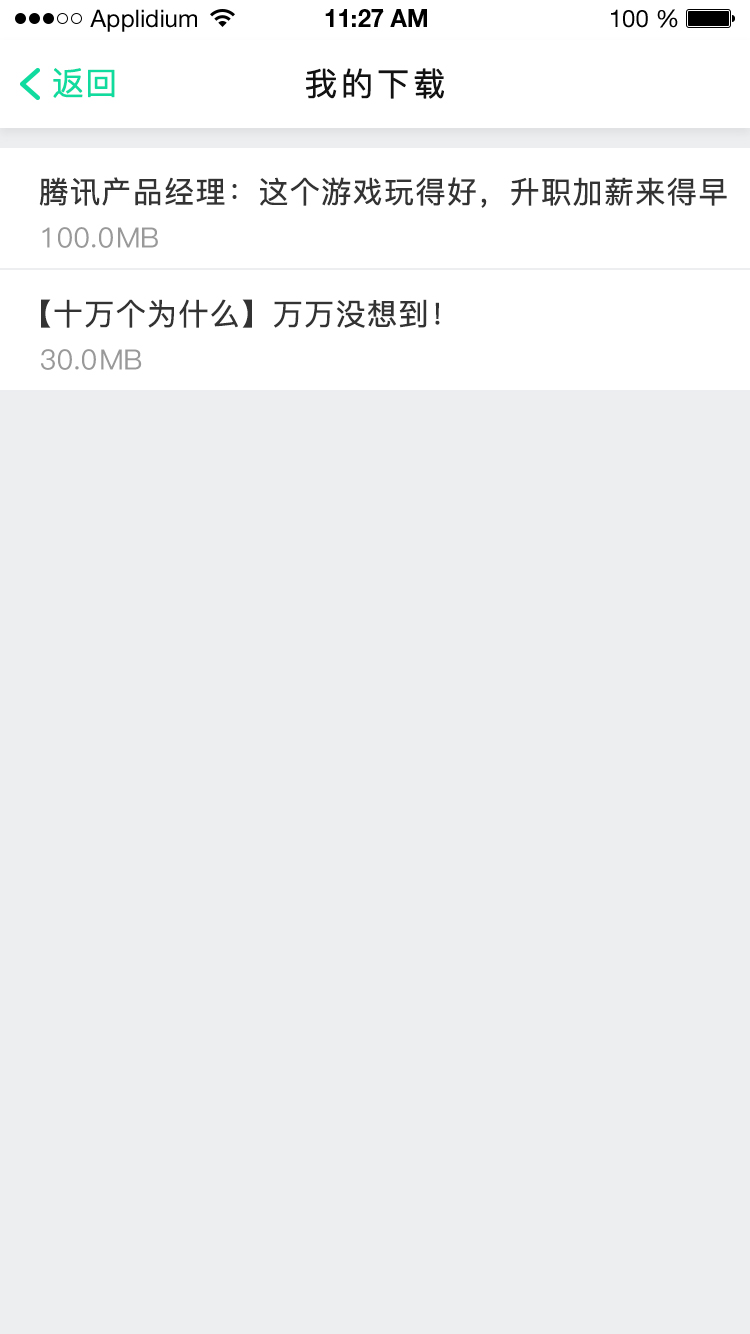 Applidium 11:27 AM 100 %
返回 我的下载
腾讯产品经理：这个游戏玩得好，升职加薪来得早
100.0MB
【十万个为什么】万万没想到！
30.0MB